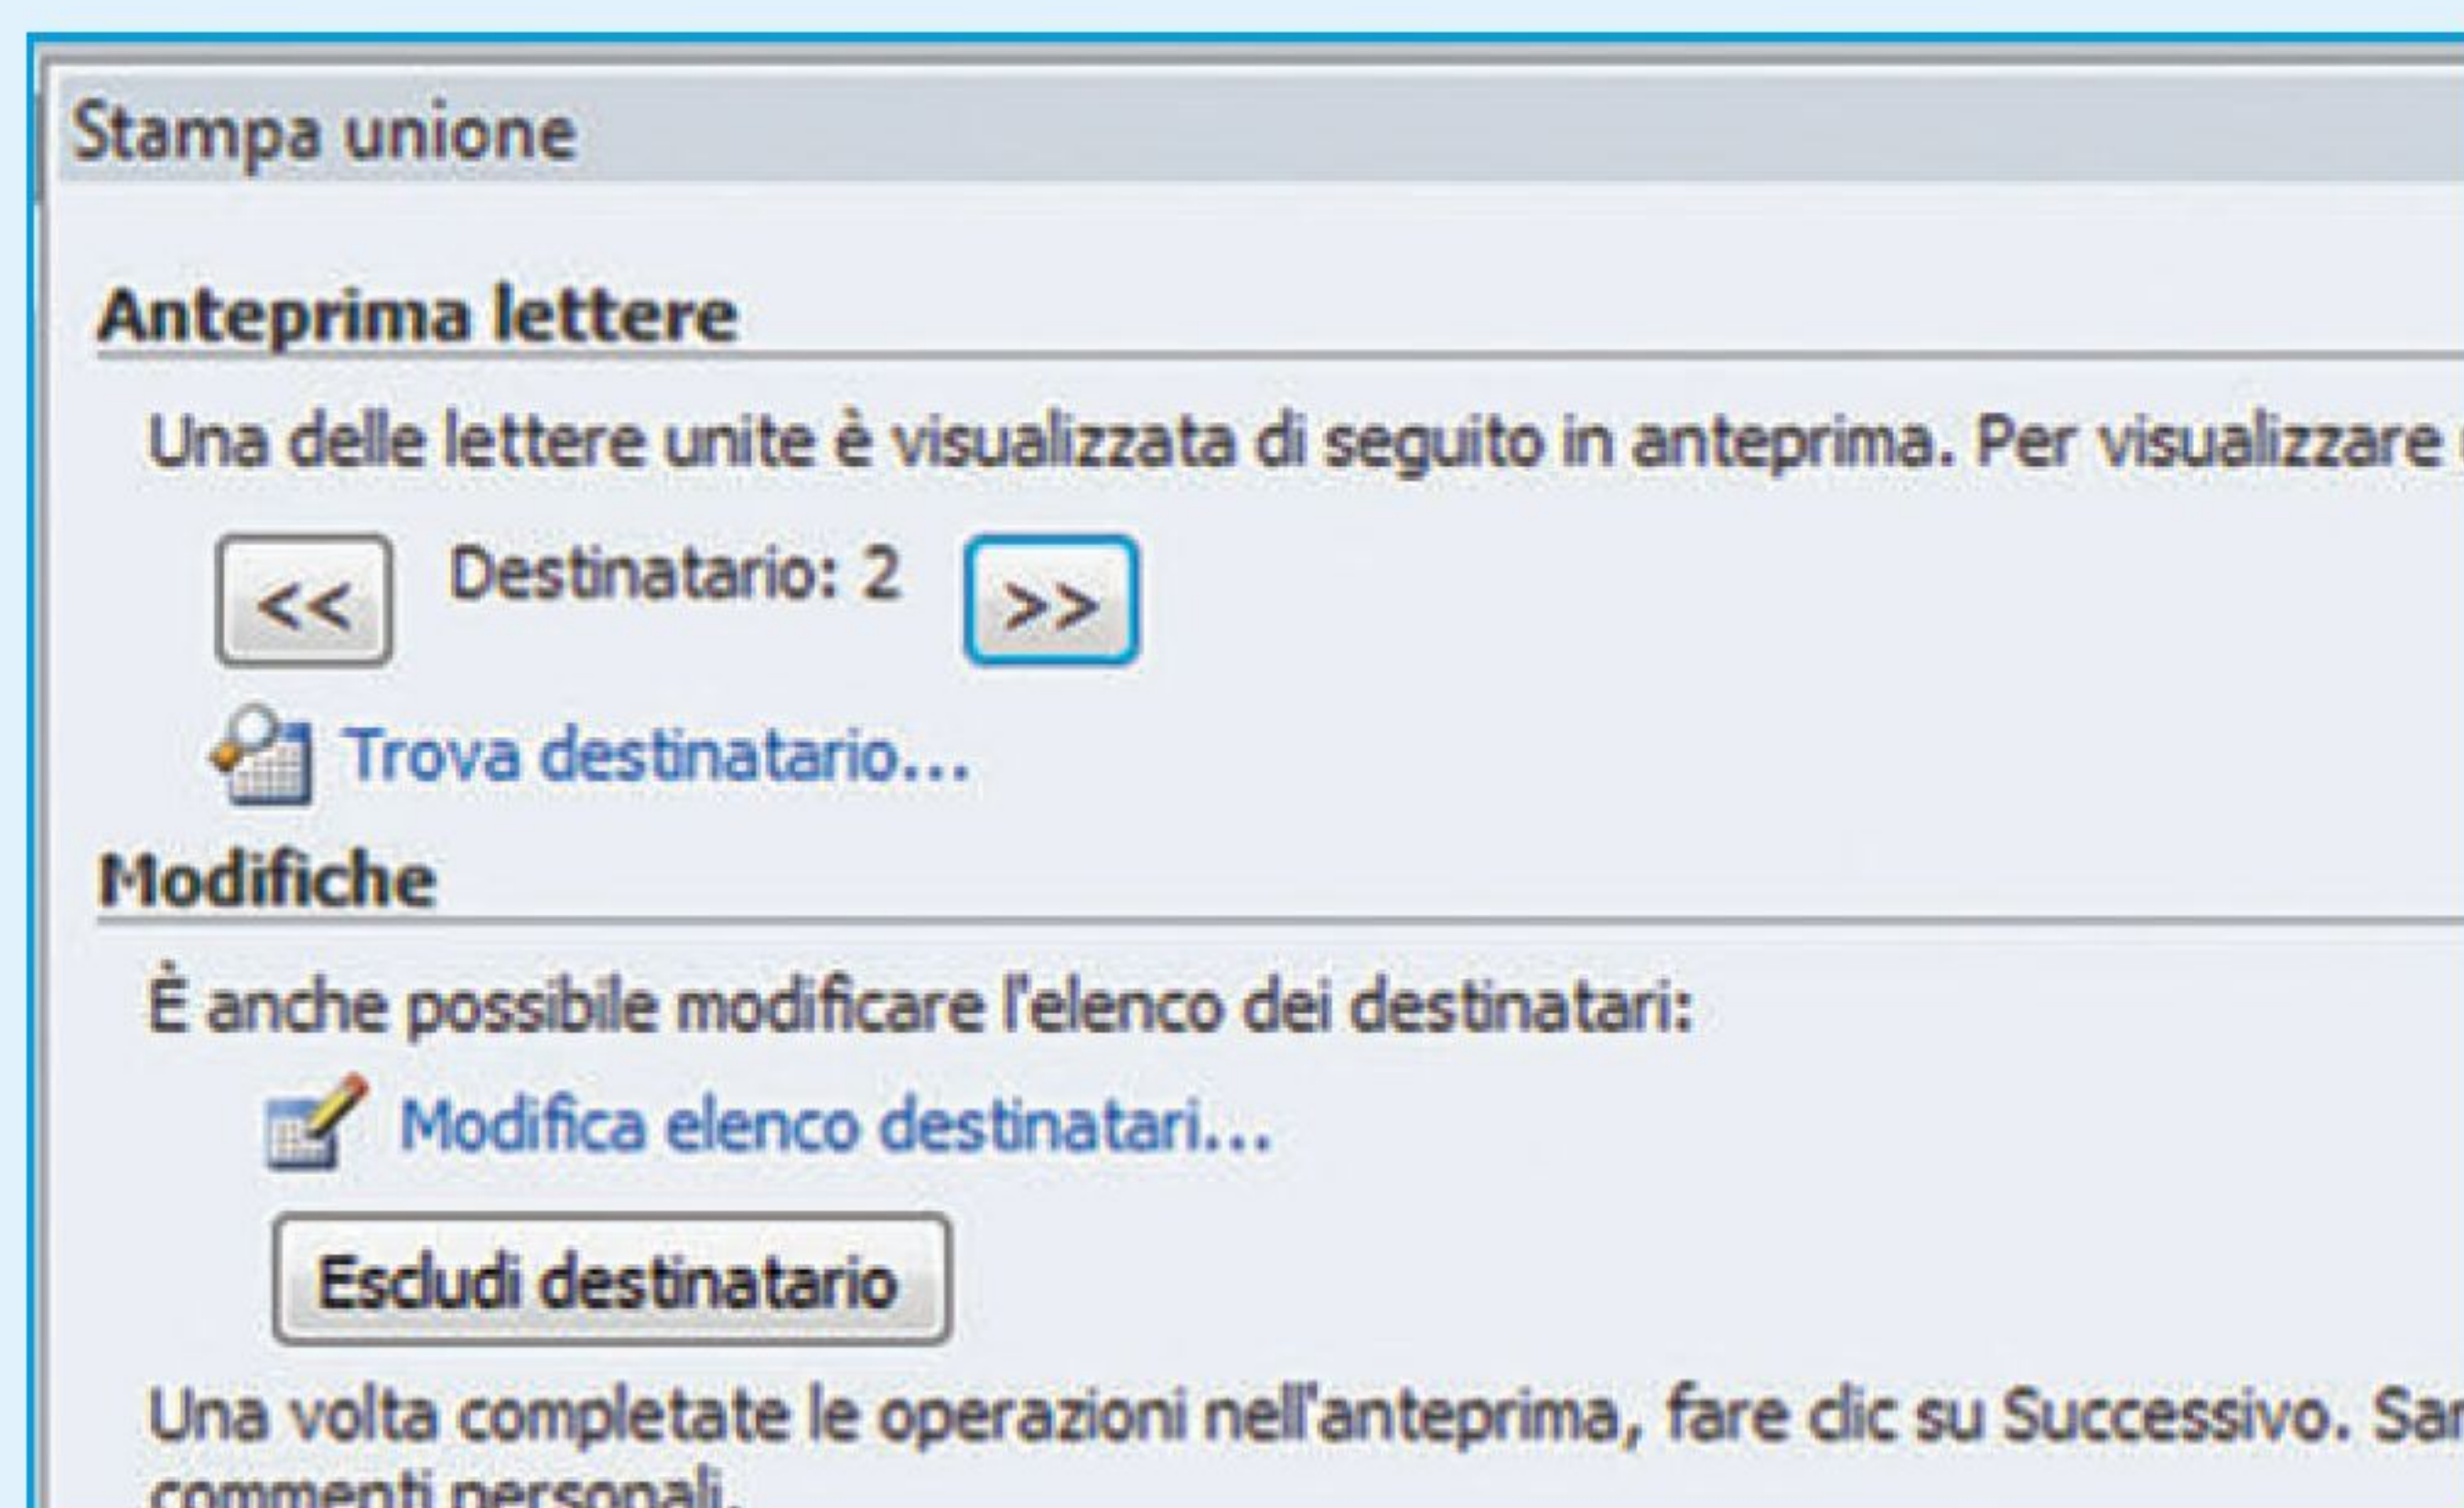 Stampa unione
Anteprima lettere
Una delle lettere unite è visualizzata di seguito in anteprima. Per visualizzare
<< Destinatario: 2 >>
Trova destinatario...
Modifiche
È anche possibile modificare l'elenco dei destinatari:
Modifica elenco destinatari...
Escludi destinatario
Una volta completate le operazioni nell'anteprima, fare clic su Successivo.
commenti personali.